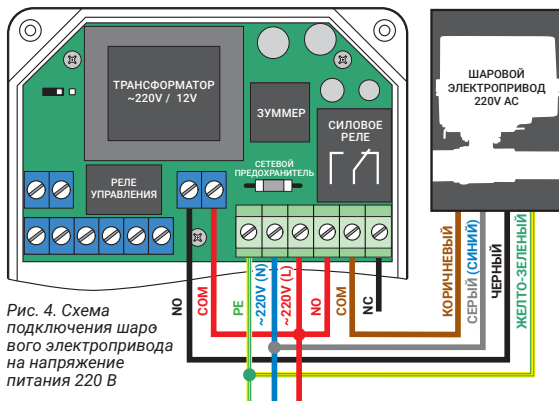 ТРАНСФОРМАТОР
~220V / 12V
ЗУММЕР
СИЛОВОЕ
РЕЛЕ
СЕТЕВОЙ
ПРЕДОХРАНИТЕЛЬ
РЕЛЕ
УПРАВЛЕНИЯ
ШАРОВОЙ
ЭЛЕКТРОПРИВОД
220V AC
NO
COM
PE
~220V (N)
~220V (L)
NO
COM
NC
КОРИЧНЕВЫЙ
СЕРЫЙ (СИНИЙ)
ЧЕРНЫЙ
ЖЕЛТО-ЗЕЛЕНЫЙ
Рис. 4. Схема
подключения шаро
вого электропривода
на напряжение
питания 220 В